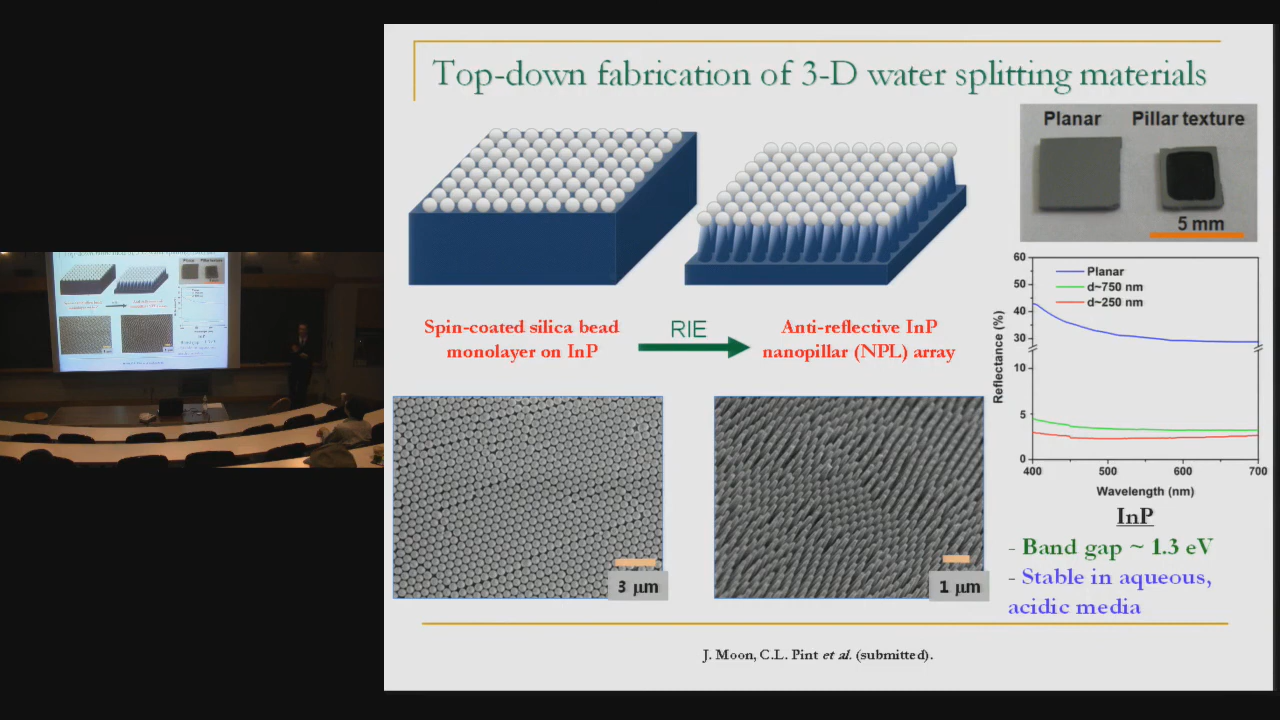 Top-down fabrication of 3-D water splitting materials
Planar Pillar texture
5 mm
Spin-coated silica bead
monolayer on InP
RIE
Anti-reflective InP
nanopillar (NPL) array
60
50
40
30
10
5
0
Reflectance (%)
Planar
d~750 nm
d~250 nm
400 500 600 700
Wavelength (nm)
3 μm
1 μm
InP
- Band gap ~ 1.3 eV
- Stable in aqueous,
acidic media
J. Moon, C.L. Pint et al. (submitted).